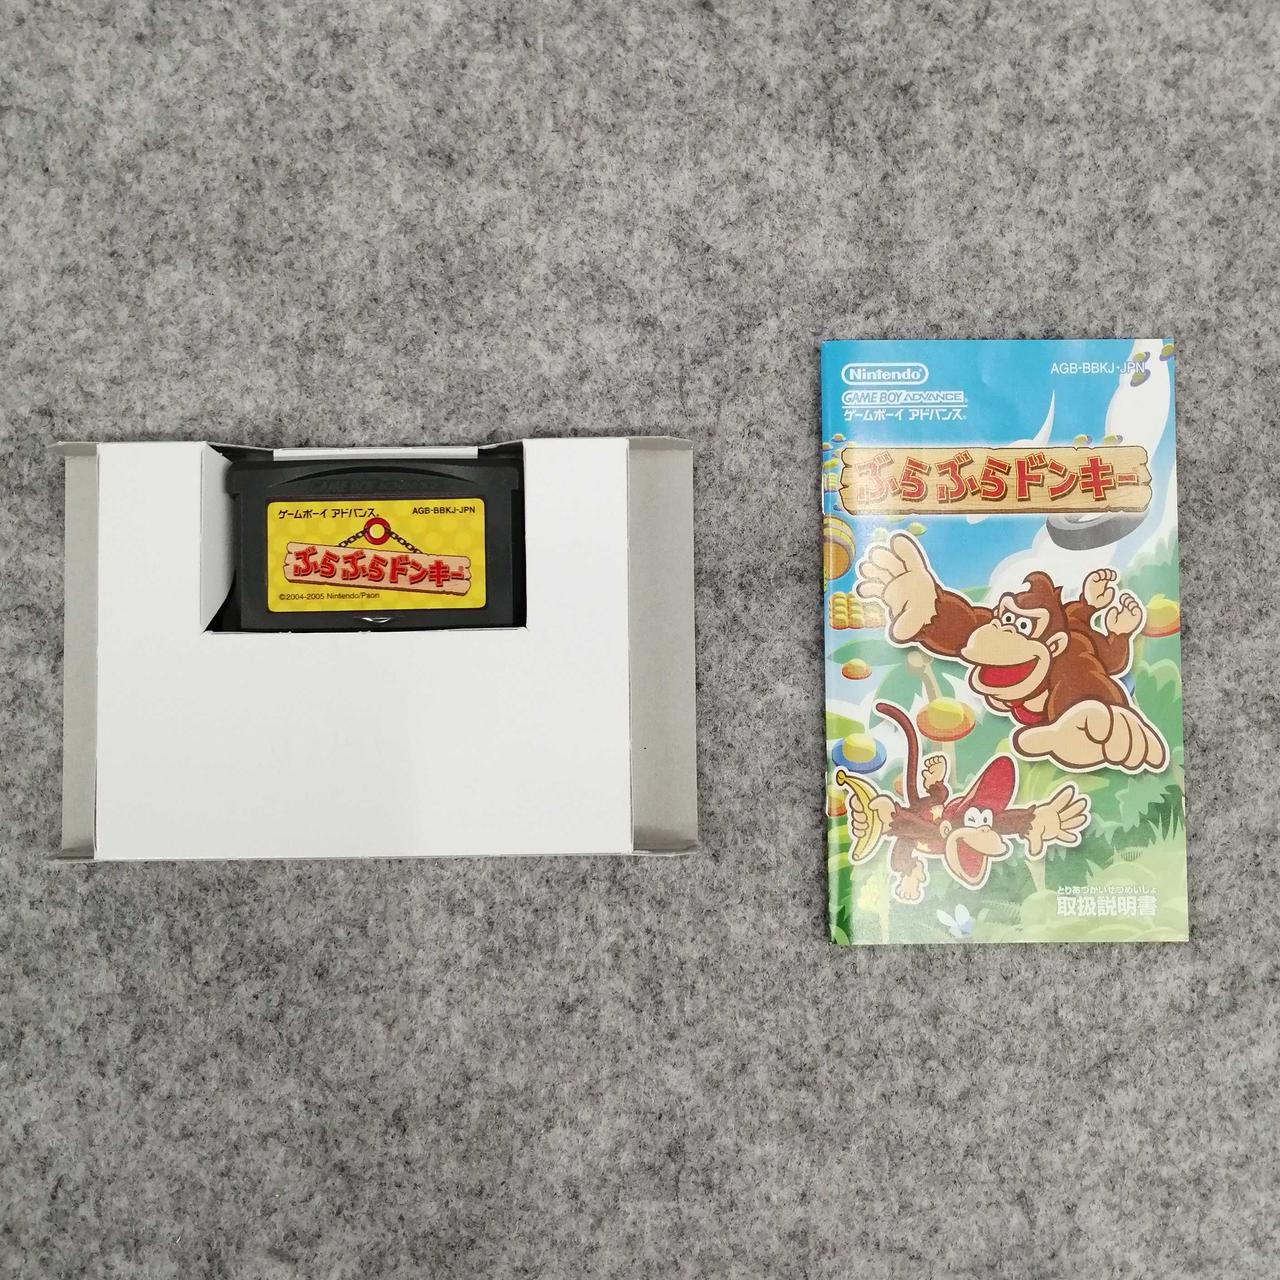 GAME BOY ADVANCE
ゲームボーイ アドバンス®
AGB-BBKJ-JPN
ぶらぶらドンキー
©2004-2005 Nintendo/Paon
Nintendo®
AGB-BBKJ-JPN
GAME BOY ADVANCE®
ゲームボーイ アドバンス®
ぶらぶらドンキー
とりあつかいせつめいしょ
取扱説明書